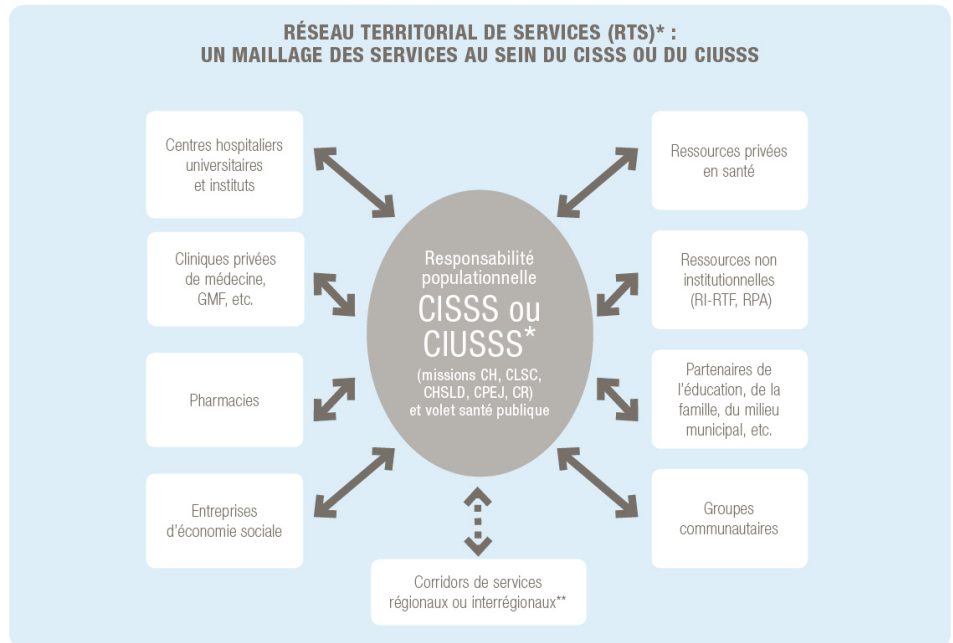 RÉSEAU TERRITORIAL DE SERVICES (RTS)* :
UN MAILLAGE DES SERVICES AU SEIN DU CISSS OU DU CIUSSS
Centres hospitaliers
universitaires
et instituts
Cliniques privées
de médecine,
GMF, etc.
Pharmacies
Entreprises
d'économie sociale
Responsabilité
populationnelle
CISSS ou
CIUSSS*
(missions CH, CLSC,
CHSLD, CPEJ, CR)
et volet santé publique
Ressources privées
en santé
Ressources non
institutionnelles
(RI-RTF, RPA)
Partenaires de
l'éducation, de la
famille, du milieu
municipal, etc.
Groupes
communautaires
Corridors de services
régionaux ou interrégionaux**